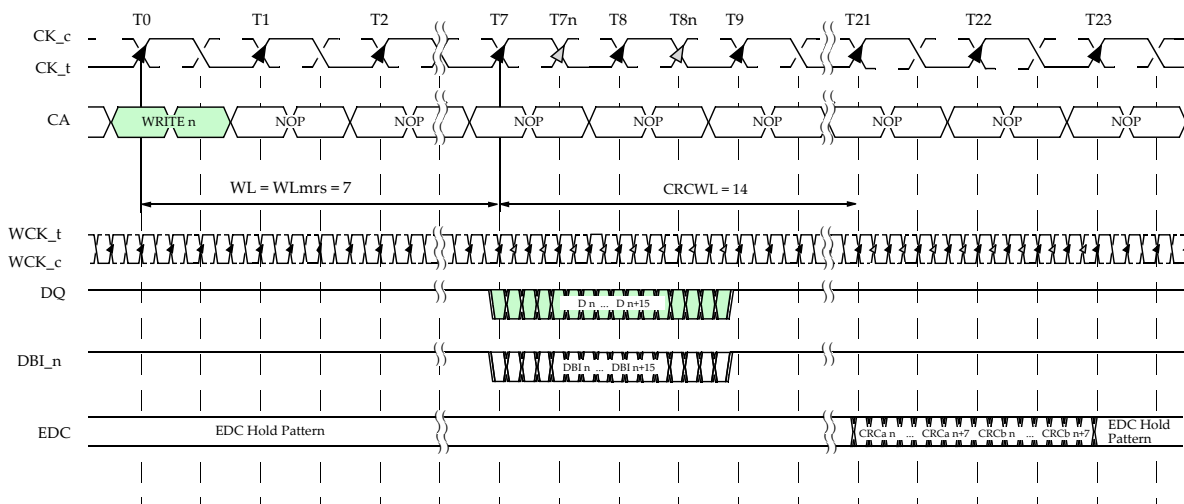 T0 T1 T2 T7 T7n T8 T8n T9 T21 T22 T23
CK_c
CK_t
CA WRITE n NOP NOP NOP NOP NOP NOP NOP NOP
WL = WLmrs = 7 CRCWL = 14
WCK_t
WCK_c
DQ D n ... D n+15
DBI_n DBI n ... DBI n+15
EDC EDC Hold Pattern CRCa n ... CRCa n+7 CRCb n ... CRCb n+7 EDC Hold
Pattern